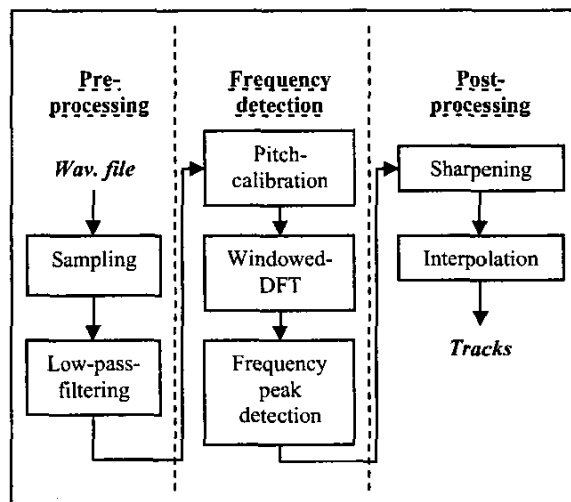 Pre-
processing
Wav. file
Sampling
Low-pass-
filtering
Frequency
detection
Pitch-
calibration
Windowed-
DFT
Frequency
peak
detection
Post-
processing
Sharpening
Interpolation
Tracks